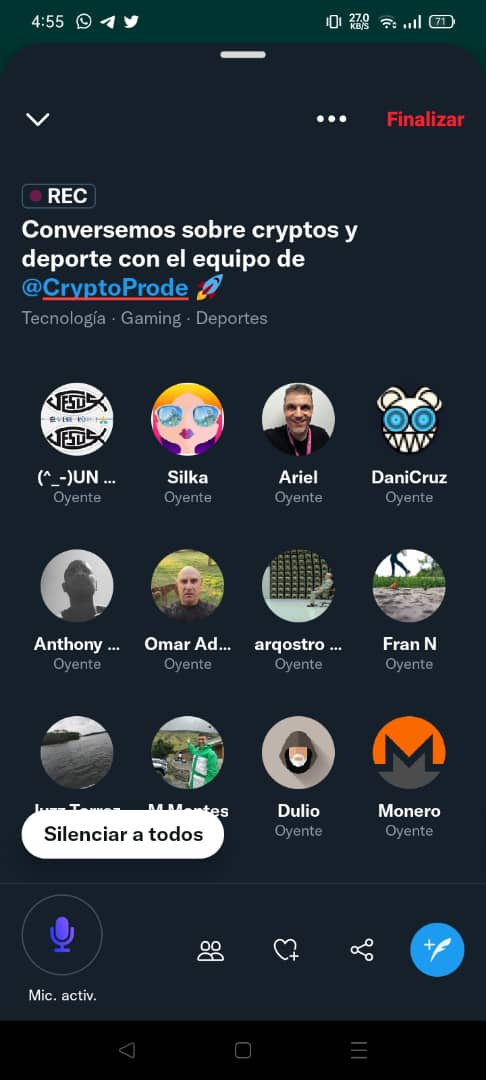 4:55
27.0
KB/S
71
Finalizar
REC
Conversemos sobre cryptos y
deporte con el equipo de
@CryptoProde 🚀
Tecnología · Gaming · Deportes
JESUS
JESUS
(^_-)UN ... Silka Ariel DaniCruz
Oyente Oyente Oyente Oyente
Anthony ... Omar Ad... arqostro ... Fran N
Oyente Oyente Oyente Oyente
M Montes Dulio Monero
Oyente Oyente
Silenciar a todos
Mic. activ.